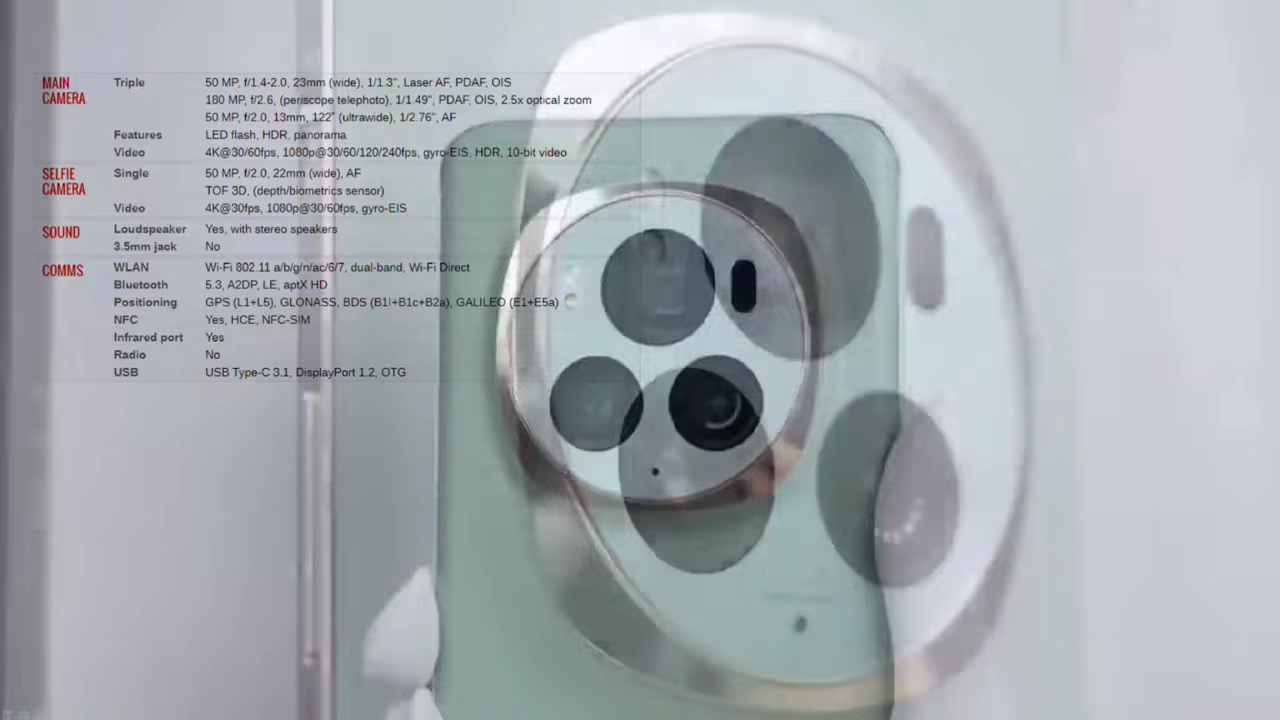 MAIN CAMERA Triple 50 MP, f/1.4-2.0, 23mm (wide), 1/1.3", Laser AF, PDAF, OIS
180 MP, f/2.6, (periscope telephoto), 1/1.49", PDAF, OIS, 2.5x optical zoom
50 MP, f/2.0, 13mm, 122˚ (ultrawide), 1/2.76", AF
Features LED flash, HDR, panorama
Video 4K@30/60fps, 1080p@30/60/120/240fps, gyro-EIS, HDR, 10-bit video
SELFIE CAMERA Single 50 MP, f/2.0, 22mm (wide), AF
TOF 3D, (depth/biometrics sensor)
Video 4K@30fps, 1080p@30/60fps, gyro-EIS
SOUND Loudspeaker Yes, with stereo speakers
3.5mm jack No
COMMS WLAN Wi-Fi 802.11 a/b/g/n/ac/6/7, dual-band, Wi-Fi Direct
Bluetooth 5.3, A2DP, LE, aptX HD
Positioning GPS (L1+L5), GLONASS, BDS (B1I+B1c+B2a), GALILEO (E1+E5a)
NFC Yes, HCE, NFC-SIM
Infrared port Yes
Radio No
USB USB Type-C 3.1, DisplayPort 1.2, OTG